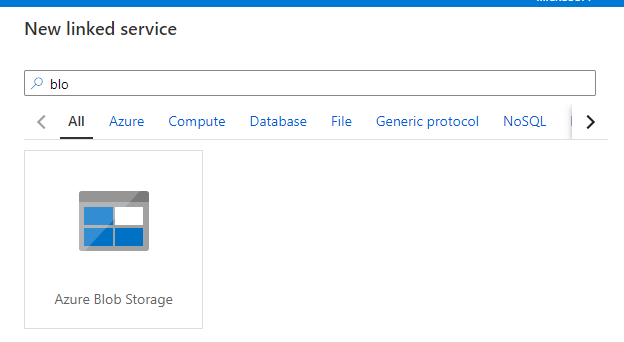 New linked service
blo
All Azure Compute Database File Generic protocol NoSQL
Azure Blob Storage